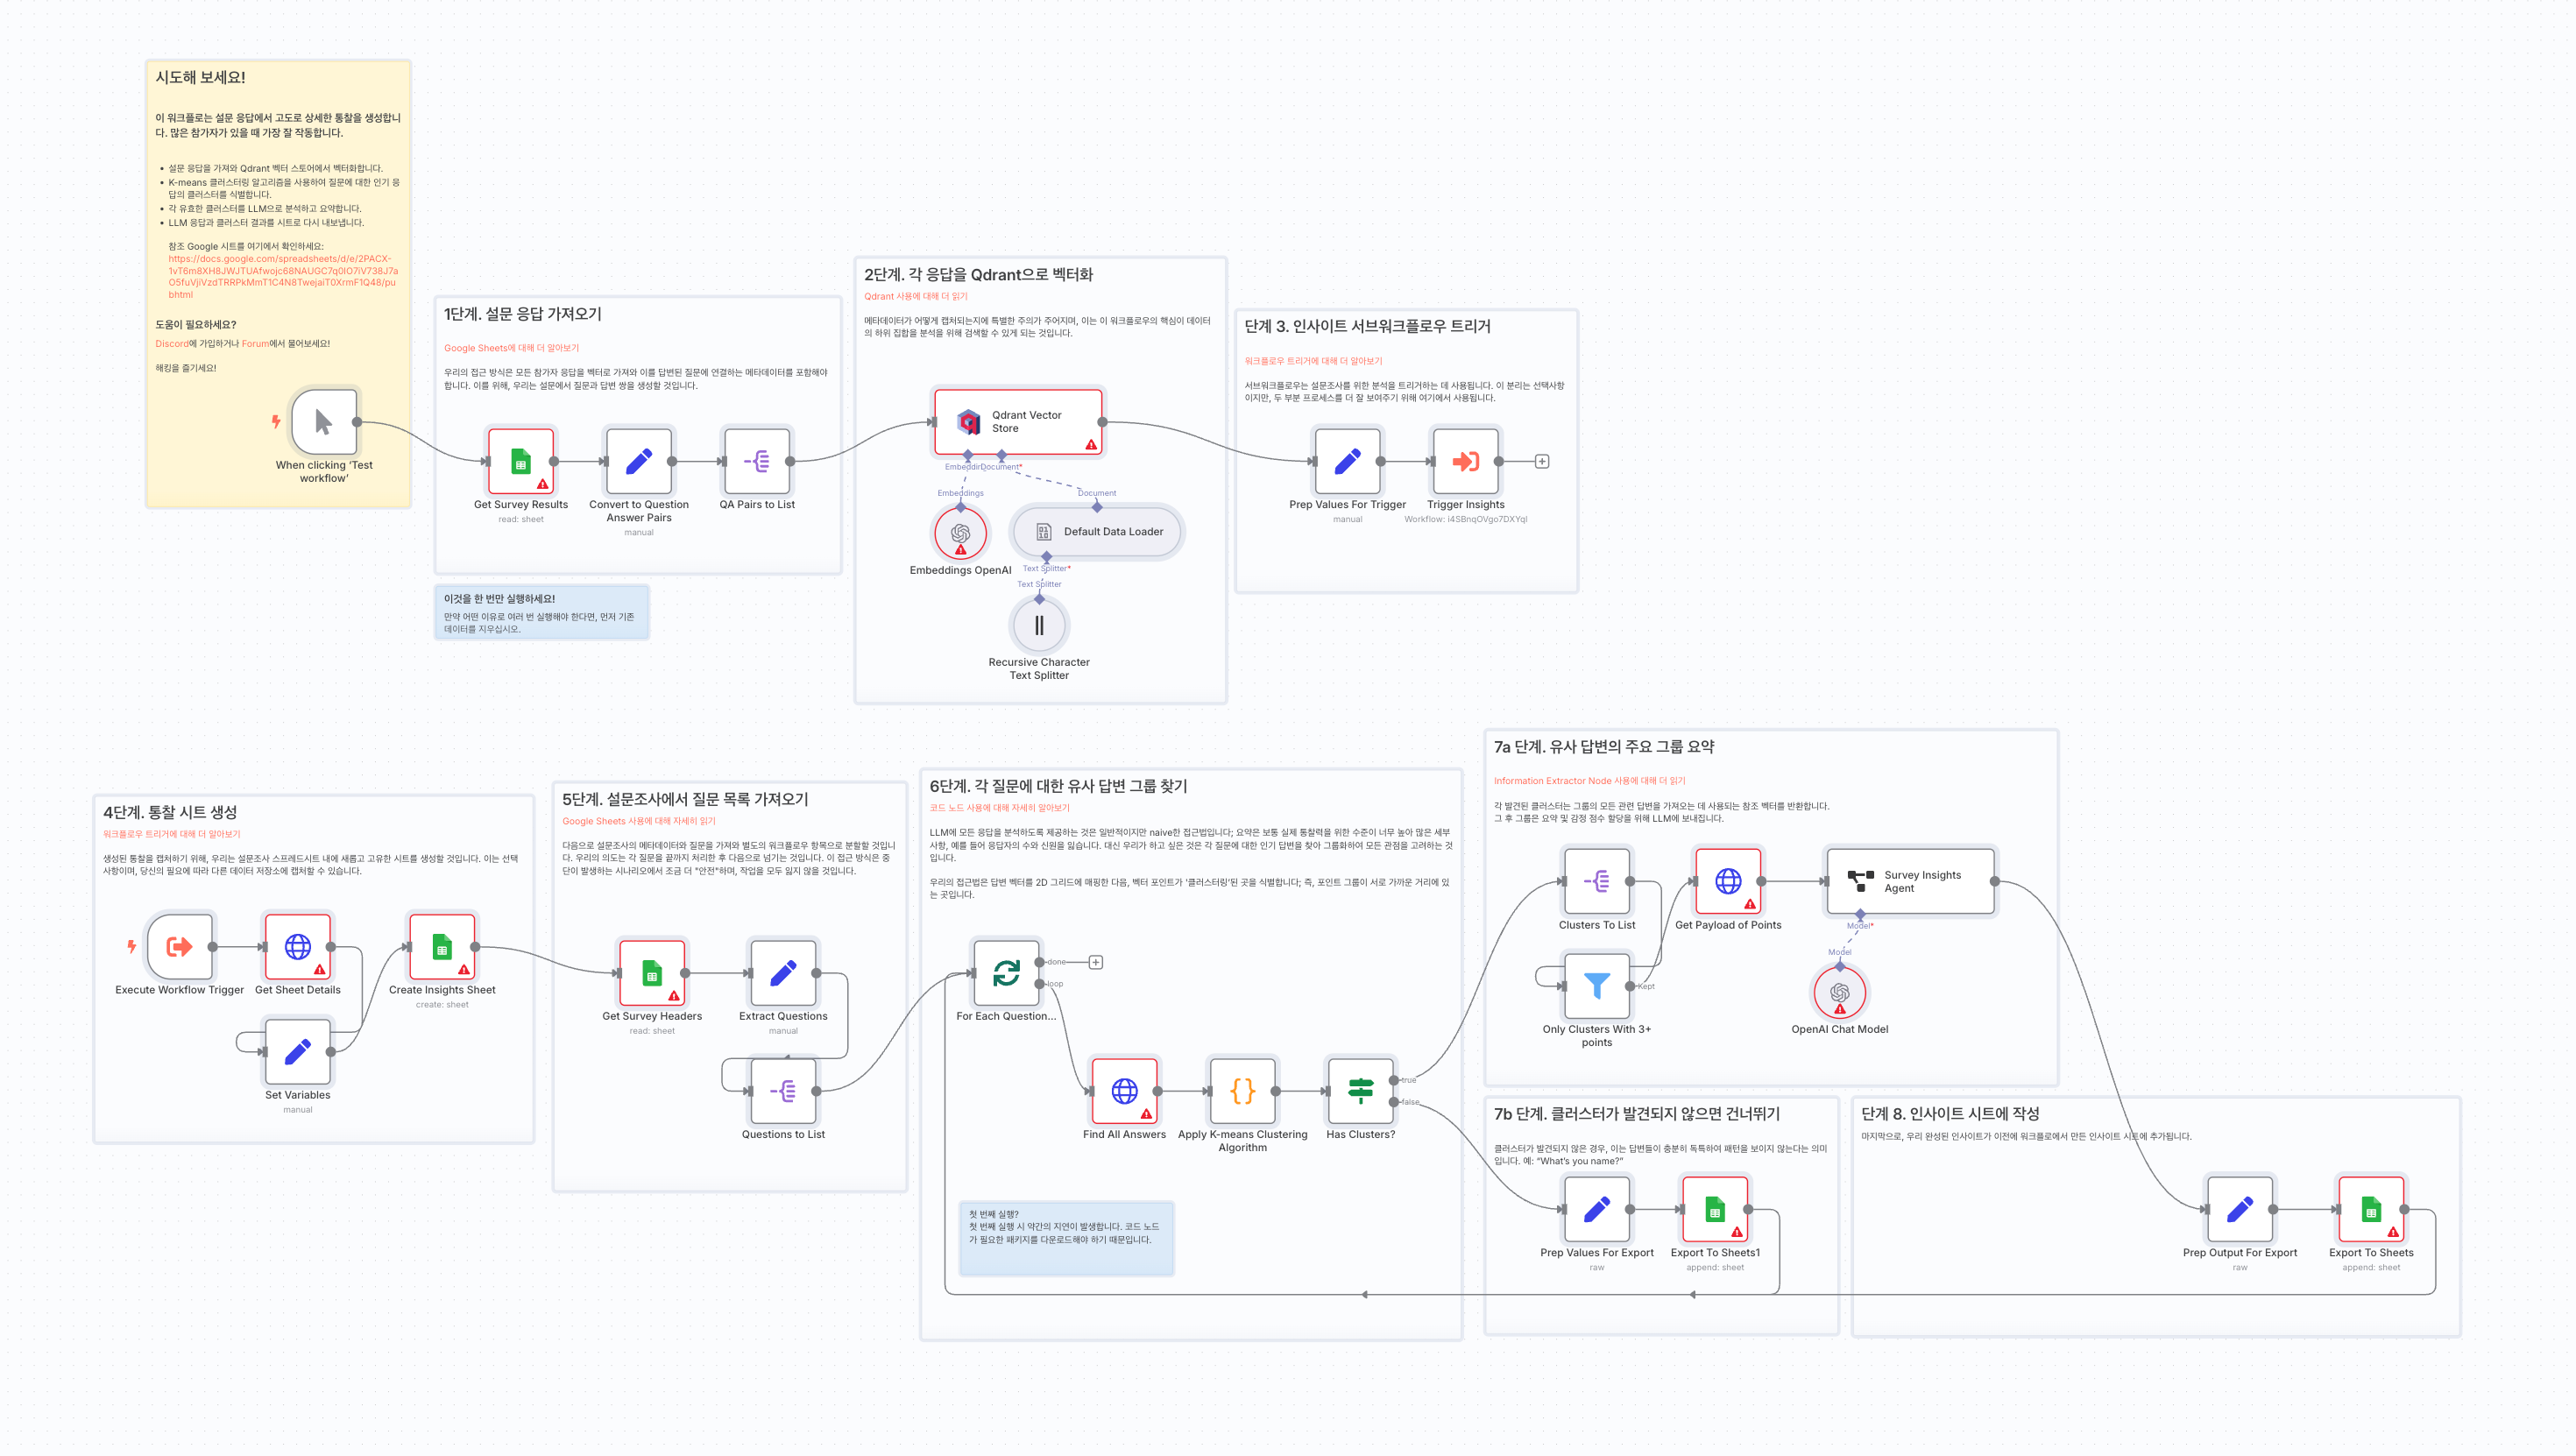 시도해 보세요!
이 워크플로는 설문 응답에서 고도로 상세한 통찰을 생성합니
다. 많은 참가자가 있을 때 가장 잘 작동합니다.
• 설문 응답을 가져와 Qdrant 벡터 스토어에서 벡터화합니다.
• K-means 클러스터링 알고리즘을 사용하여 질문에 대한 인기 응
답의 클러스터를 식별합니다.
• 각 유효한 클러스터를 LLM으로 분석하고 요약합니다.
• LLM 응답과 클러스터 결과를 시트로 다시 내보냅니다.
참조 Google 시트를 여기에서 확인하세요:
https://docs.google.com/spreadsheets/d/e/2PACX-
도움이 필요하세요?
Discord에 가입하거나 Forum에서 물어보세요!
해킹을 즐기세요!
When clicking ‘Test
workflow’
1단계. 설문 응답 가져오기
Google Sheets에 대해 더 알아보기
우리의 접근 방식은 모든 참가자 응답을 벡터로 가져와 이를 답변된 질문에 연결하는 메타데이터를 포함해야
합니다. 이를 위해, 우리는 설문에서 질문과 답변 쌍을 생성할 것입니다.
Get Survey Results
read: sheet
Convert to Question
Answer Pairs
manual
QA Pairs to List
이것을 한 번만 실행하세요!
만약 어떤 이유로 여러 번 실행해야 한다면, 먼저 기존
데이터를 지우십시오.
2단계. 각 응답을 Qdrant으로 벡터화
Qdrant 사용에 대해 더 읽기
메타데이터가 어떻게 캡처되는지에 특별한 주의가 주어지며, 이는 이 워크플로우의 핵심이 데이터
의 하위 집합을 분석을 위해 검색할 수 있게 되는 것입니다.
Qdrant Vector
Store
Document*
Embeddings
Document
Embeddings OpenAI
Default Data Loader
Text Splitter*
Text Splitter
Recursive Character
Text Splitter
단계 3. 인사이트 서브워크플로우 트리거
워크플로우 트리거에 대해 더 알아보기
서브워크플로우는 설문조사를 위한 분석을 트리거하는 데 사용됩니다. 이 분리는 선택사항
이지만, 두 부분 프로세스를 더 잘 보여주기 위해 여기에서 사용됩니다.
Prep Values For Trigger
manual
Trigger Insights
Workflow: i4SBnqOVgo7DXYql
4단계. 통찰 시트 생성
워크플로우 트리거에 대해 더 알아보기
생성된 통찰을 캡처하기 위해, 우리는 설문조사 스프레드시트 내에 새롭고 고유한 시트를 생성할 것입니다. 이는 선택
사항이며, 당신의 필요에 따라 다른 데이터 저장소에 캡처할 수 있습니다.
Execute Workflow Trigger
Get Sheet Details
Create Insights Sheet
create: sheet
Set Variables
manual
5단계. 설문조사에서 질문 목록 가져오기
Google Sheets 사용에 대해 자세히 읽기
다음으로 설문조사의 메타데이터와 질문을 가져와 별도의 워크플로우 항목으로 분할할 것입니
다. 우리의 의도는 각 질문을 끝까지 처리한 후 다음으로 넘기는 것입니다. 이 접근 방식은 중
단이 발생하는 시나리오에서 조금 더 "안전"하며, 작업을 모두 잃지 않을 것입니다.
Get Survey Headers
read: sheet
Extract Questions
manual
Questions to List
6단계. 각 질문에 대한 유사 답변 그룹 찾기
코드 노드 사용에 대해 자세히 알아보기
LLM에 모든 응답을 분석하도록 제공하는 것은 일반적이지만 naive한 접근법입니다; 요약은 보통 실제 통찰력을 위한 수준이 너무 높아 많은 세부
사항, 예를 들어 응답자의 수와 신원을 잃습니다. 대신 우리가 하고 싶은 것은 각 질문에 대한 인기 답변을 찾아 그룹화하여 모든 관점을 고려하는 것
입니다.
우리의 접근법은 답변 벡터를 2D 그리드에 매핑한 다음, 벡터 포인트가 '클러스터링'된 곳을 식별합니다; 즉, 포인트 그룹이 서로 가까운 거리에 있
는 곳입니다.
done
loop
For Each Question...
Find All Answers
Apply K-means Clustering
Algorithm
Has Clusters?
true
false
첫 번째 실행?
첫 번째 실행 시 약간의 지연이 발생합니다. 코드 노드
가 필요한 패키지를 다운로드해야 하기 때문입니다.
7a 단계. 유사 답변의 주요 그룹 요약
Information Extractor Node 사용에 대해 더 읽기
각 발견된 클러스터는 그룹의 모든 관련 답변을 가져오는 데 사용되는 참조 벡터를 반환합니다.
그 후 그룹은 요약 및 감정 점수 할당을 위해 LLM에 보내집니다.
Clusters To List
Get Payload of Points
Survey Insights
Agent
Model*
Model
Kept
Only Clusters With 3+
points
OpenAI Chat Model
7b 단계. 클러스터가 발견되지 않으면 건너뛰기
클러스터가 발견되지 않은 경우, 이는 답변들이 충분히 독특하여 패턴을 보이지 않는다는 의미
입니다. 예: "What's you name?"
Prep Values For Export
raw
Export To Sheets1
append: sheet
단계 8. 인사이트 시트에 작성
마지막으로, 우리 완성된 인사이트가 이전에 워크플로에서 만든 인사이트 시트에 추가됩니다.
Prep Output For Export
raw
Export To Sheets
append: sheet